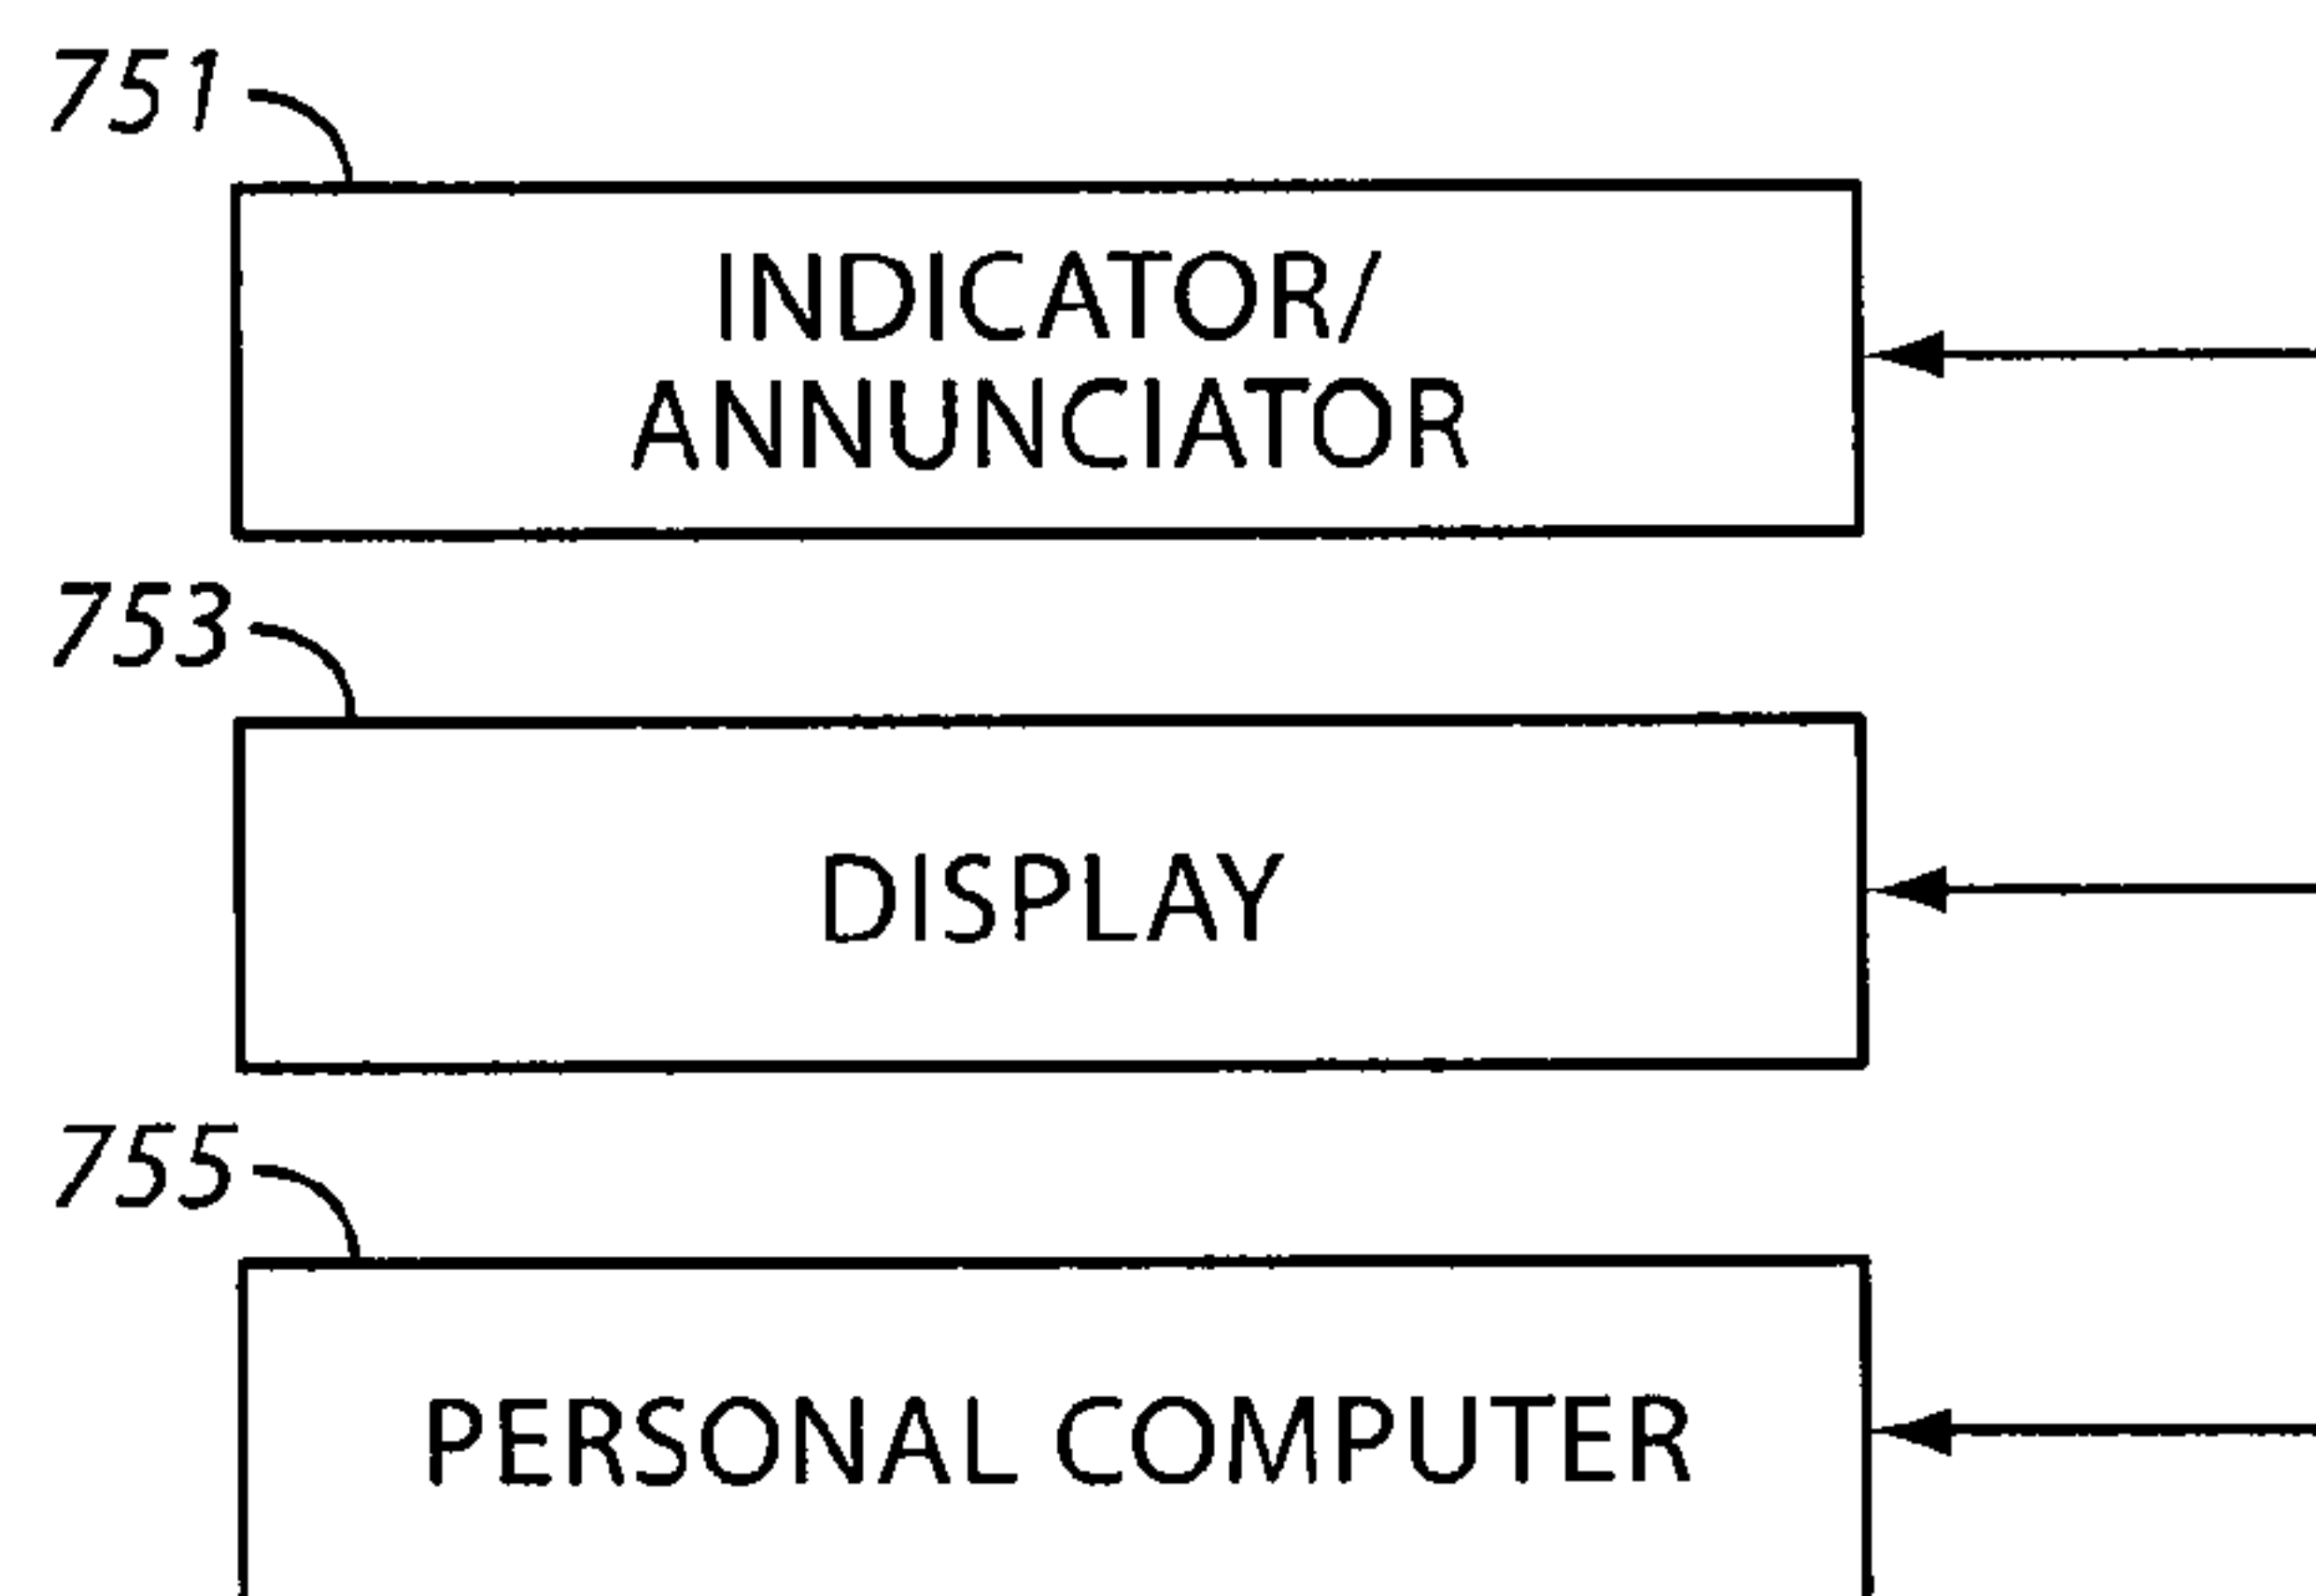 751
INDICATOR/
ANNUNCIATOR
753
DISPLAY
755
PERSONAL COMPUTER